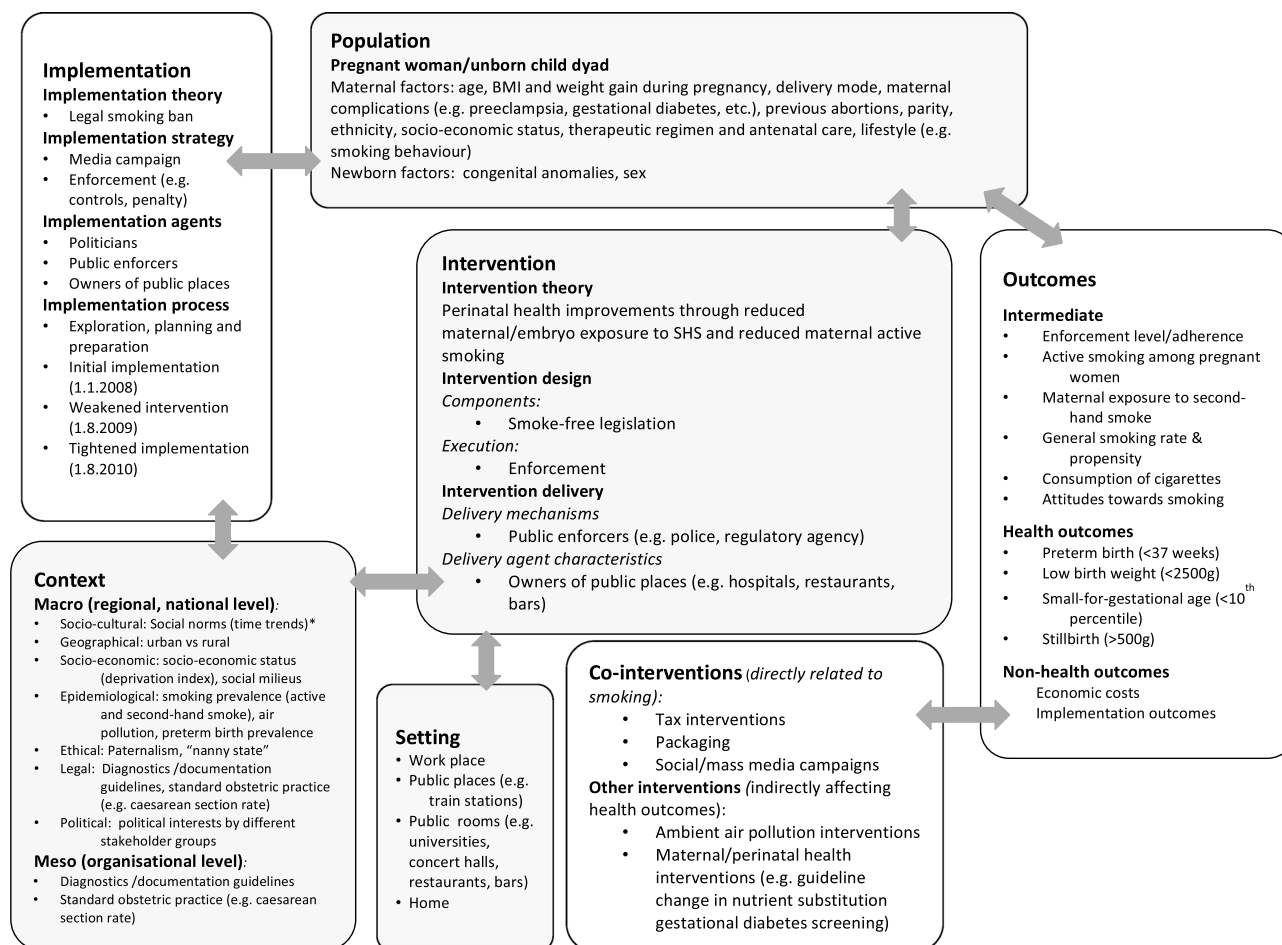 Implementation
Implementation theory
• Legal smoking ban
Implementation strategy
• Media campaign
• Enforcement (e.g.
controls, penalty)
Implementation agents
• Politicians
• Public enforcers
• Owners of public places
Implementation process
• Exploration, planning and
preparation
• Initial implementation
(1.1.2008)
• Weakened intervention
(1.8.2009)
• Tightened implementation
(1.8.2010)
Population
Pregnant woman/unborn child dyad
Maternal factors: age, BMI and weight gain during pregnancy, delivery mode, maternal
complications (e.g. preeclampsia, gestational diabetes, etc.), previous abortions, parity,
ethnicity, socio-economic status, therapeutic regimen and antenatal care, lifestyle (e.g.
smoking behaviour)
Newborn factors: congenital anomalies, sex
Intervention
Intervention theory
Perinatal health improvements through reduced
maternal/embryo exposure to SHS and reduced maternal active
smoking
Intervention design
Components:
• Smoke-free legislation
Execution:
• Enforcement
Intervention delivery
Delivery mechanisms
• Public enforcers (e.g. police, regulatory agency)
Delivery agent characteristics
• Owners of public places (e.g. hospitals, restaurants,
bars)
Outcomes
Intermediate
• Enforcement level/adherence
• Active smoking among pregnant
women
• Maternal exposure to second-
hand smoke
• General smoking rate &
propensity
• Consumption of cigarettes
• Attitudes towards smoking
Health outcomes
• Preterm birth (<37 weeks)
• Low birth weight (<2500g)
• Small-for-gestational age (<10th
percentile)
• Stillbirth (>500g)
Non-health outcomes
Economic costs
Implementation outcomes
Context
Macro (regional, national level):
• Socio-cultural: Social norms (time trends)*
• Geographical: urban vs rural
• Socio-economic: socio-economic status
(deprivation index), social milieus
• Epidemiological: smoking prevalence (active
and second-hand smoke), air
pollution, preterm birth prevalence
• Ethical: Paternalism, “nanny state”
• Legal: Diagnostics /documentation
guidelines, standard obstetric practice
(e.g. caesarean section rate)
• Political: political interests by different
stakeholder groups
Meso (organisational level):
• Diagnostics /documentation guidelines
• Standard obstetric practice (e.g. caesarean
section rate)
Setting
• Work place
• Public places (e.g.
train stations)
• Public rooms (e.g.
universities,
concert halls,
restaurants, bars)
• Home
Co-interventions (directly related to
smoking):
• Tax interventions
• Packaging
• Social/mass media campaigns
Other interventions (indirectly affecting
health outcomes):
• Ambient air pollution interventions
• Maternal/perinatal health
interventions (e.g. guideline
change in nutrient substitution
gestational diabetes screening)